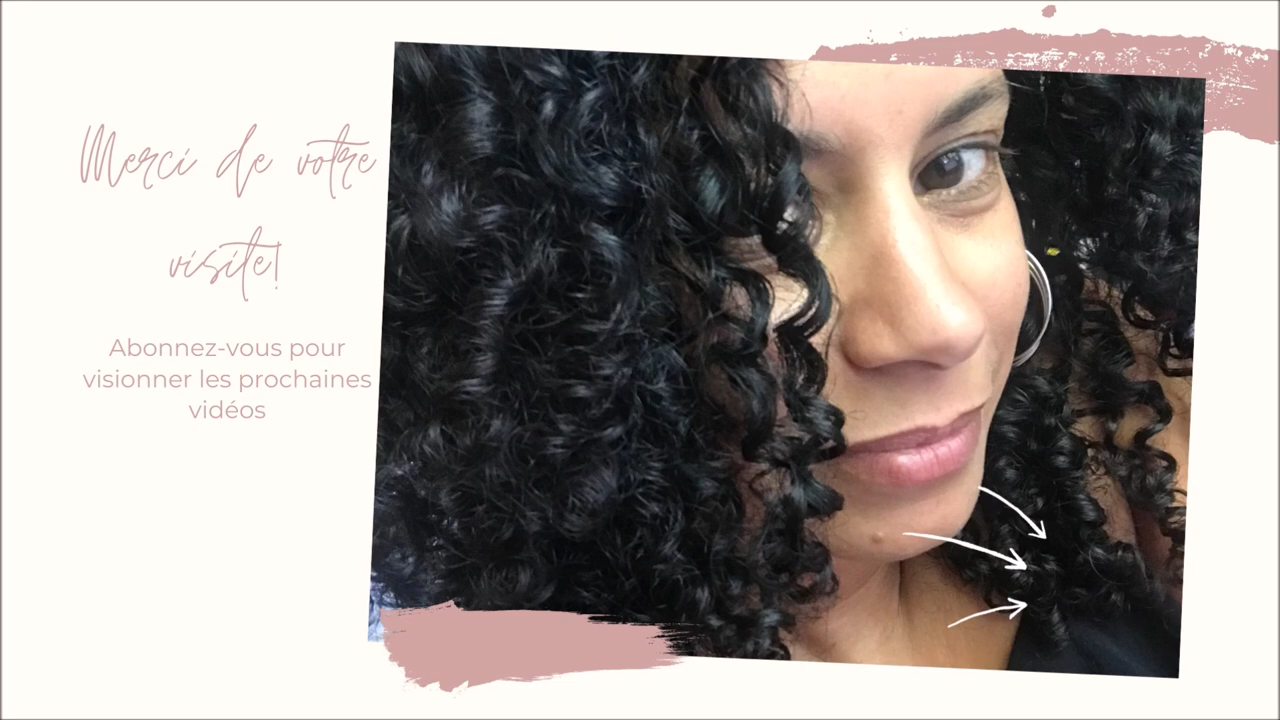 Merci de votre
visite!
Abonnez-vous pour
visionner les prochaines
vidéos